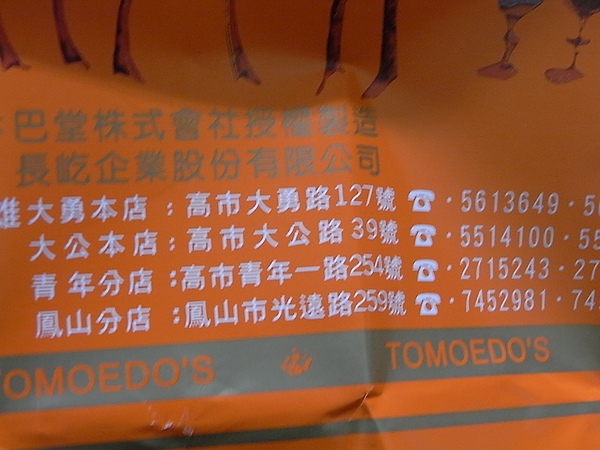 巴堂株式會社授權製造
長屹企業股份有限公司
雄大勇本店：高市大勇路127號 ☎·5613649·56
大公本店：高市大公路39號 ☎·5514100·55
青年分店：高市青年一路254號 ☎·2715243·27
鳳山分店：鳳山市光遠路259號 ☎·7452981·74
TOMOEDO'S TOMOEDO'S